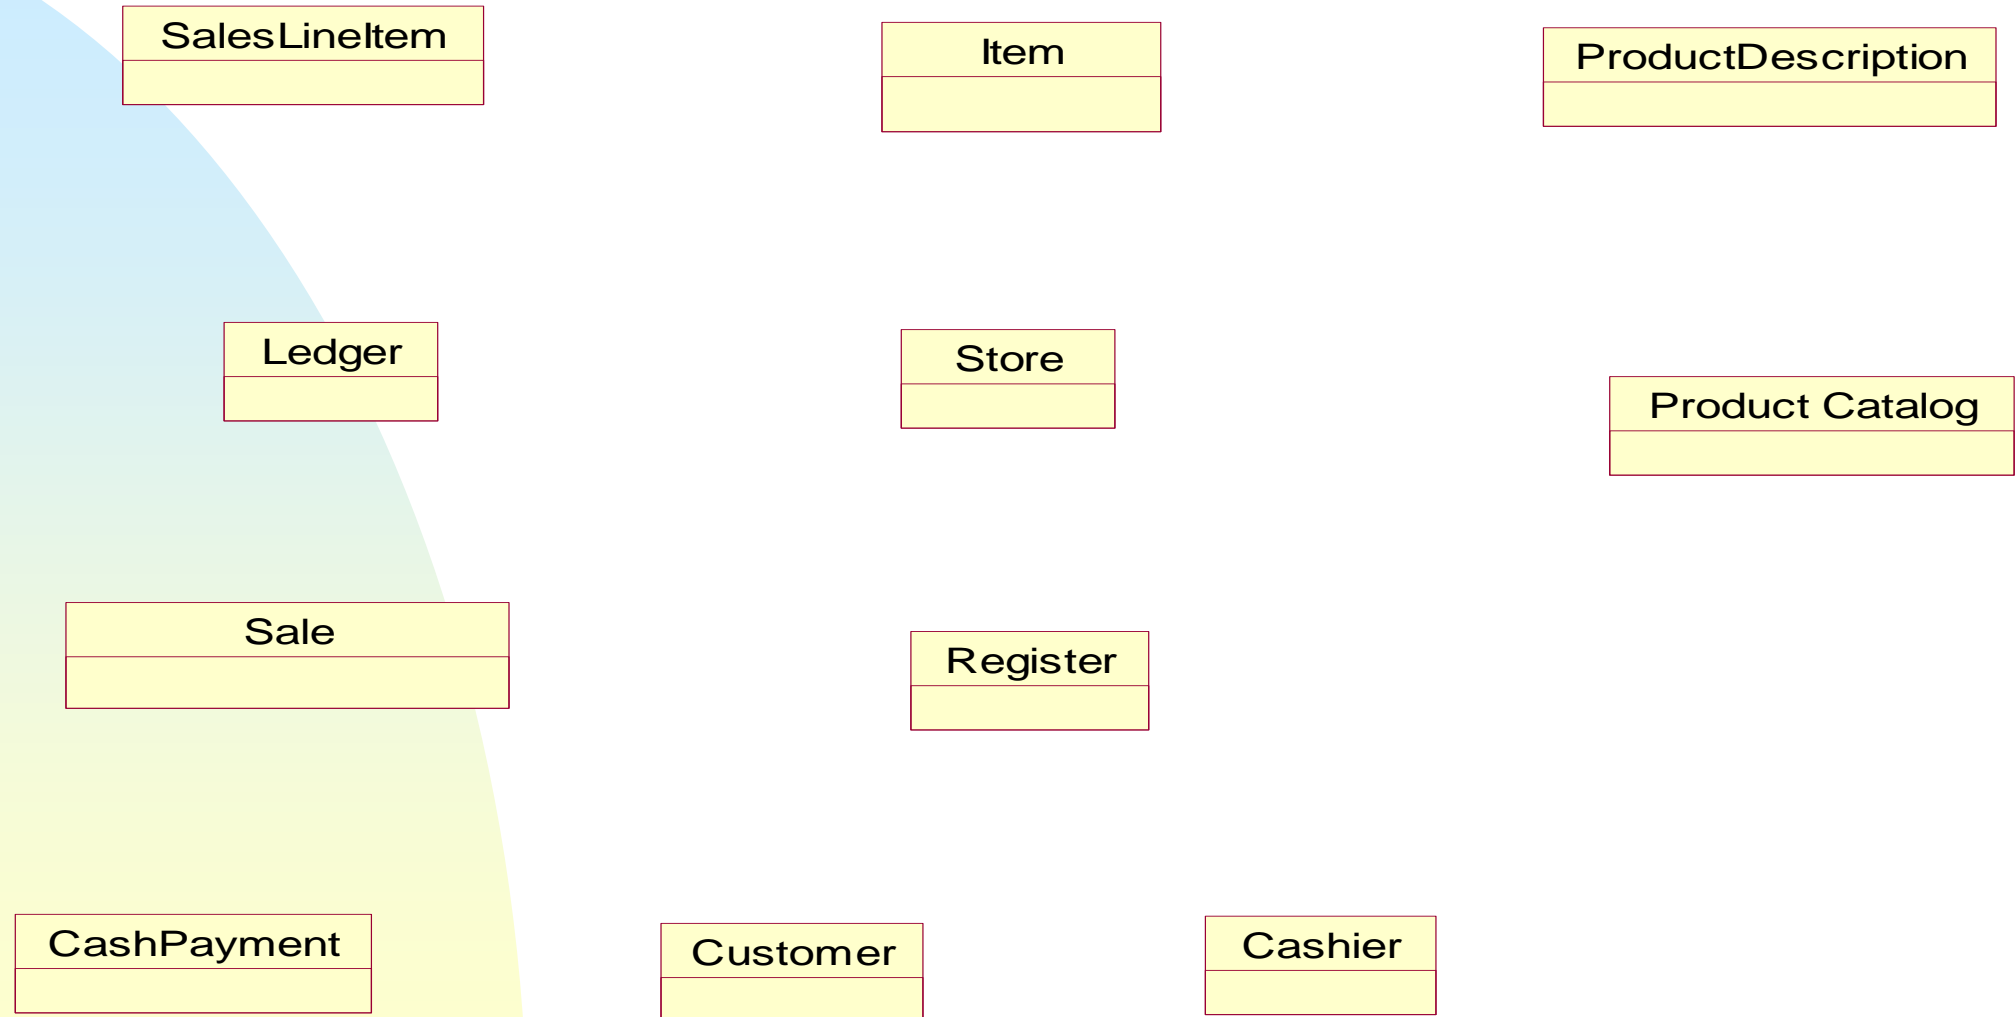 SalesLineItem
Item
ProductDescription
Ledger
Store
Product Catalog
Sale
Register
CashPayment
Customer
Cashier